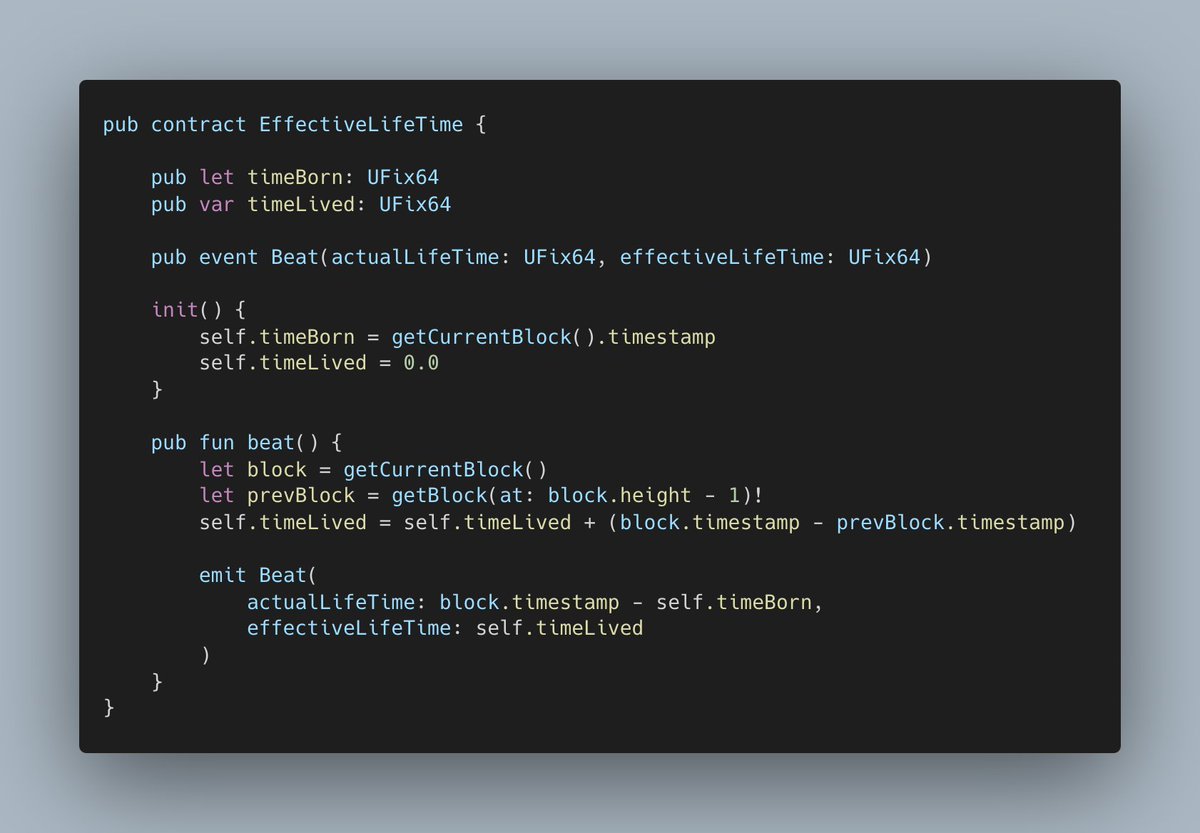 pub contract EffectiveLifeTime {
    pub let timeBorn: UFix64
    pub var timeLived: UFix64
    pub event Beat(actualLifeTime: UFix64, effectiveLifeTime: UFix64)
    init() {
        self.timeBorn = getCurrentBlock().timestamp
        self.timeLived = 0.0
    }
    pub fun beat() {
        let block = getCurrentBlock()
        let prevBlock = getBlock(at: block.height - 1)!
        self.timeLived = self.timeLived + (block.timestamp - prevBlock.timestamp)
        emit Beat(
            actualLifeTime: block.timestamp - self.timeBorn,
            effectiveLifeTime: self.timeLived
        )
    }
}